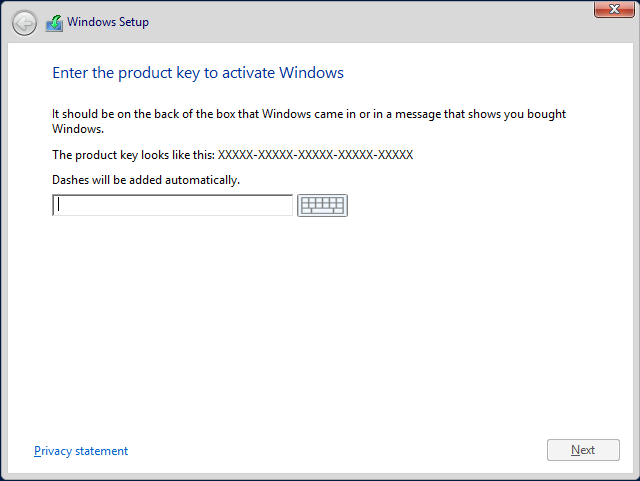 Windows Setup
Enter the product key to activate Windows
It should be on the back of the box that Windows came in or in a message that shows you bought
Windows.
The product key looks like this: XXXXX-XXXXX-XXXXX-XXXXX-XXXXX
Dashes will be added automatically.
Privacy statement
Next